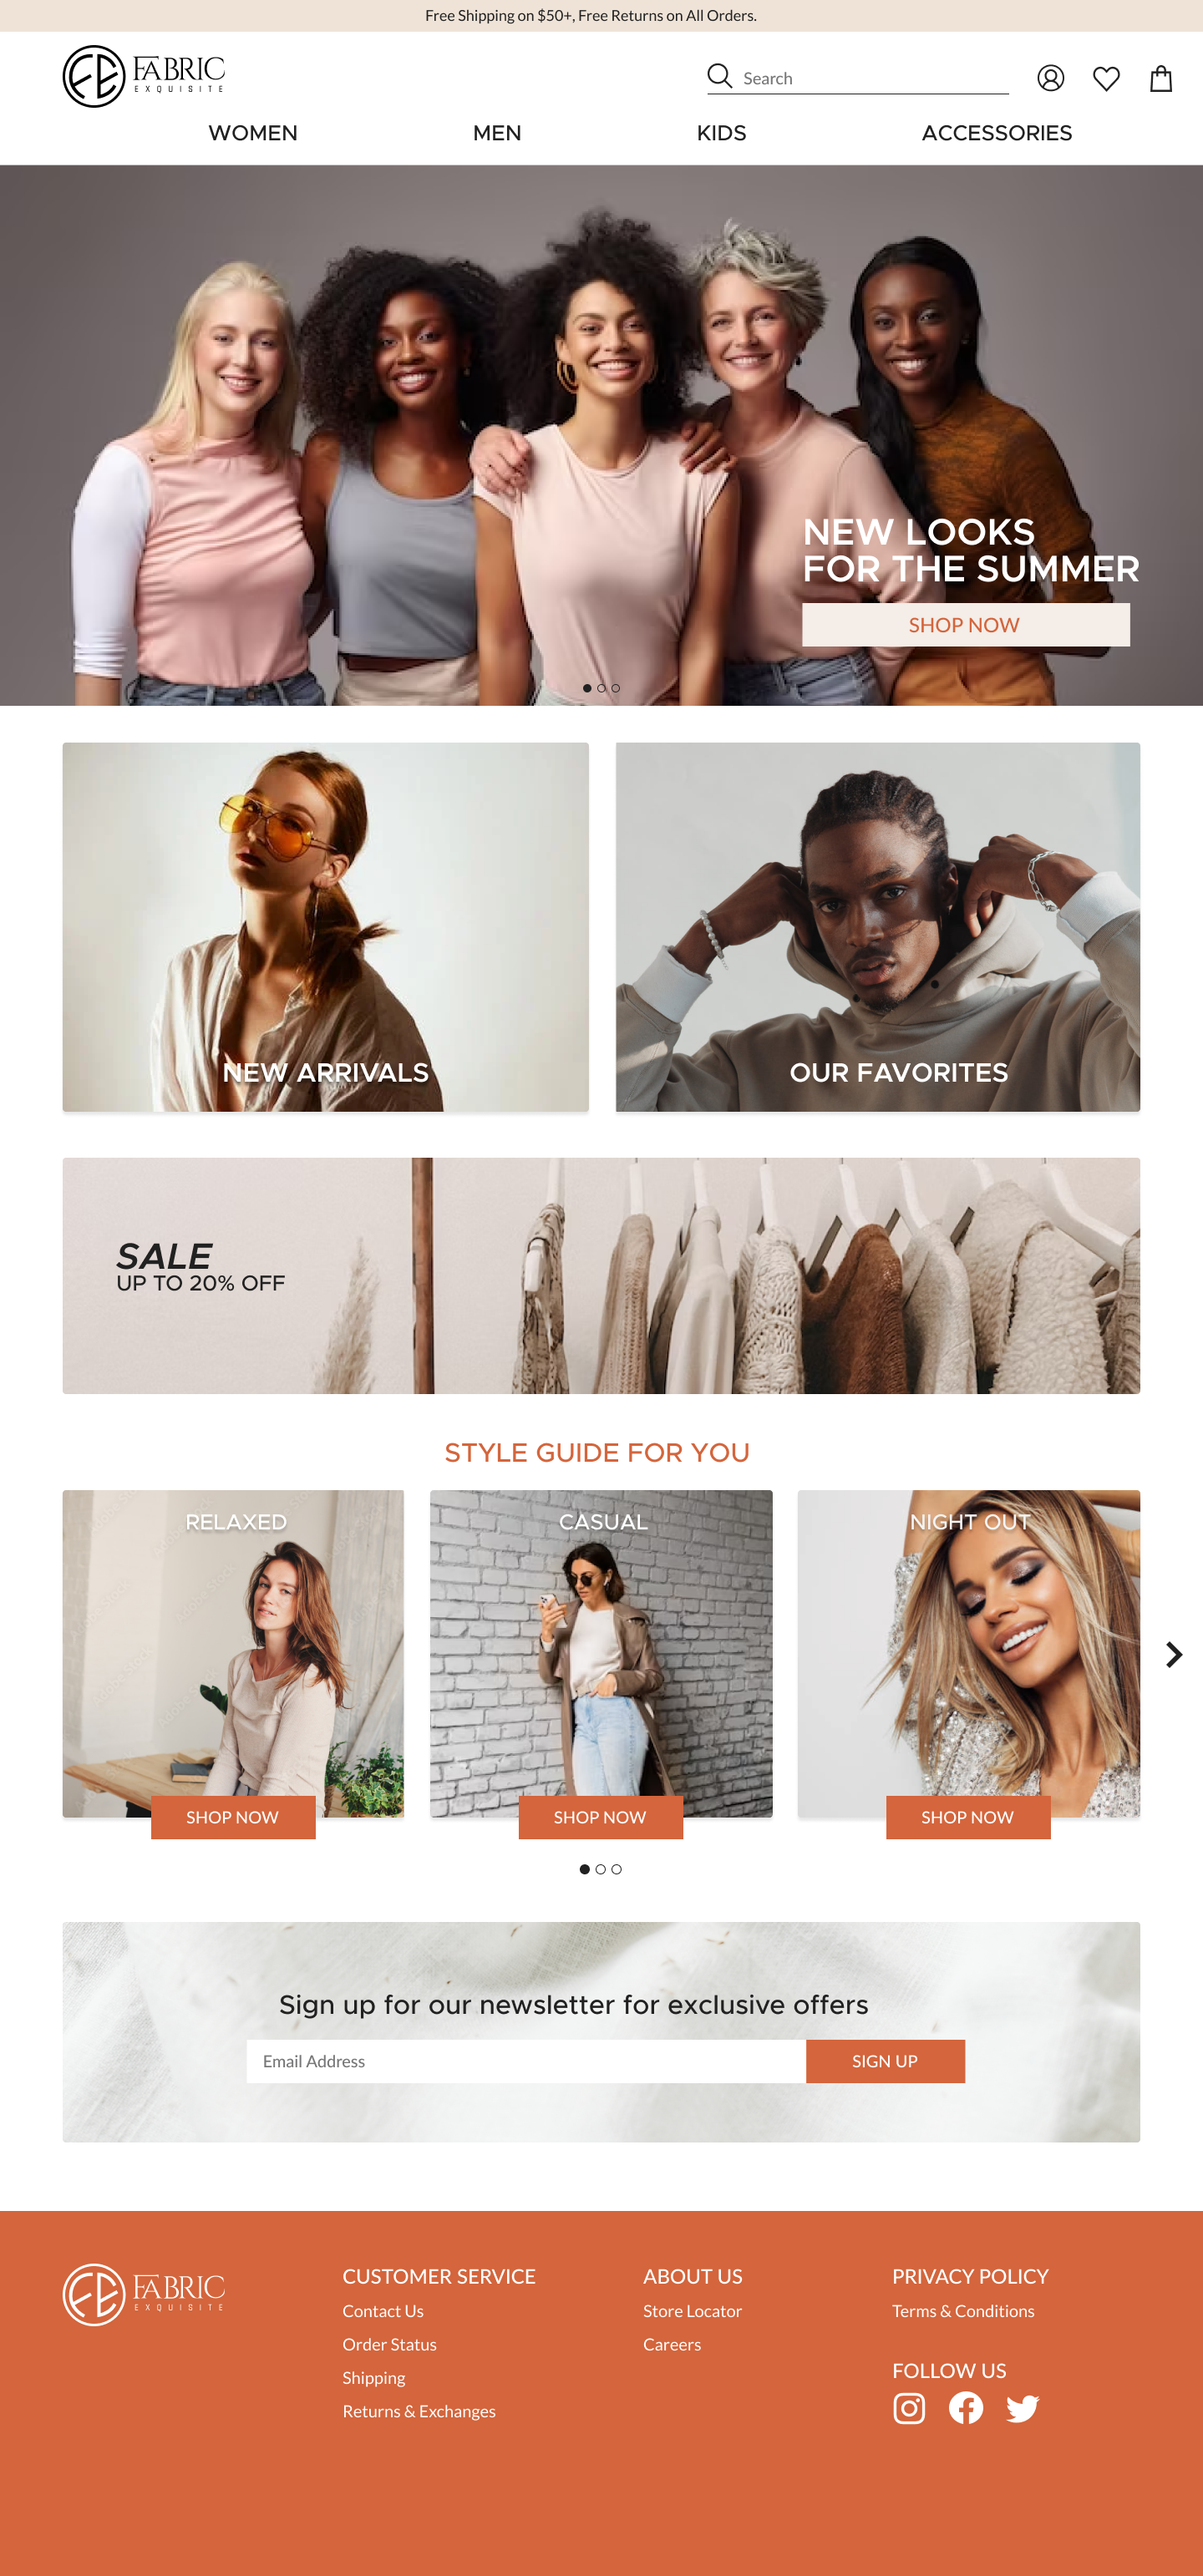 Free Shipping on $50+, Free Returns on All Orders.
FABRIC
EXQUISITE
Search
WOMEN
MEN
KIDS
ACCESSORIES
NEW LOOKS
FOR THE SUMMER
SHOP NOW
NEW ARRIVALS
OUR FAVORITES
SALE
UP TO 20% OFF
STYLE GUIDE FOR YOU
RELAXED
CASUAL
NIGHT OUT
SHOP NOW
SHOP NOW
SHOP NOW
Sign up for our newsletter for exclusive offers
Email Address
SIGN UP
FABRIC
EXQUISITE
CUSTOMER SERVICE
Contact Us
Order Status
Shipping
Returns & Exchanges
ABOUT US
Store Locator
Careers
PRIVACY POLICY
Terms & Conditions
FOLLOW US